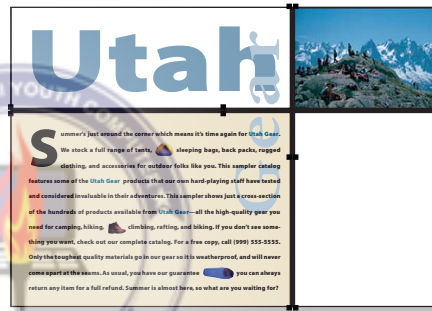 Utah
Gear
YOUTH COM
Summer's just around the corner which means it's time again for Utah Gear.
We stock a full range of tents, sleeping bags, back packs, rugged
clothing, and accessories for outdoor folks like you. This sampler catalog
features some of the Utah Gear products that our own hard-playing staff have tested
and considered invaluable in their adventures. This sampler shows just a cross-section
of the hundreds of products available from Utah Gear—all the high-quality gear you
need for camping, hiking, climbing, rafting, and biking. If you don't see some-
thing you want, check out our complete catalog. For a free copy, call (999) 555-5555.
Only the toughest quality materials go in our gear so it is weatherproof, and will never
come apart at the seams. As usual, you have our guarantee you can always
return any item for a full refund. Summer is almost here, so what are you waiting for?